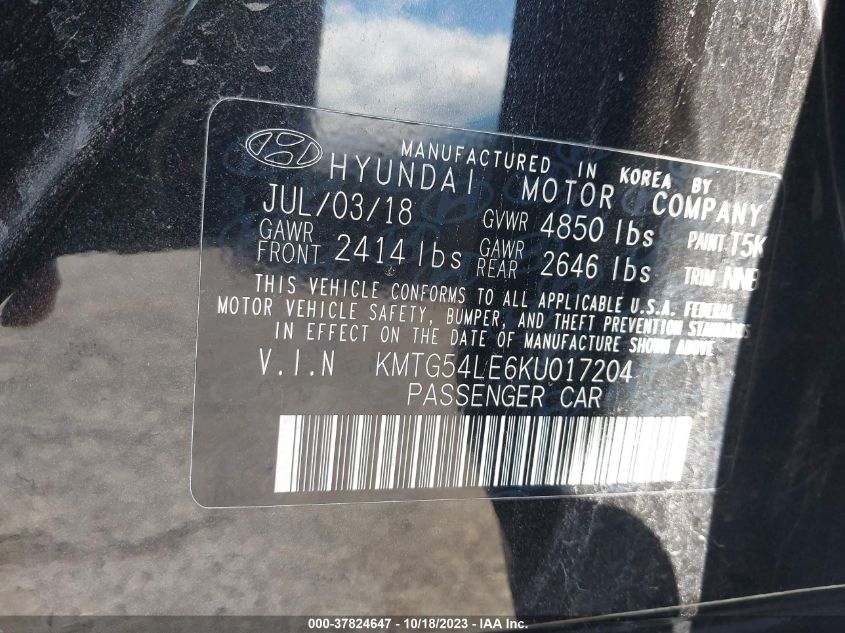 MANUFACTURED IN KOREA BY
HYUNDAI MOTOR COMPANY
JUL/03/18 GVWR 4850 lbs PAINT T5K
GAWR FRONT 2414 lbs GAWR REAR 2646 lbs TRIM NNB
THIS VEHICLE CONFORMS TO ALL APPLICABLE U.S.A. FEDERAL
MOTOR VEHICLE SAFETY, BUMPER, AND THEFT PREVENTION STANDARDS
IN EFFECT ON THE DATE OF MANUFACTURE SHOWN ABOVE.
V.I.N KMTG54LE6KU017204
PASSENGER CAR
000-37824647 - 10/18/2023 - IAA Inc.